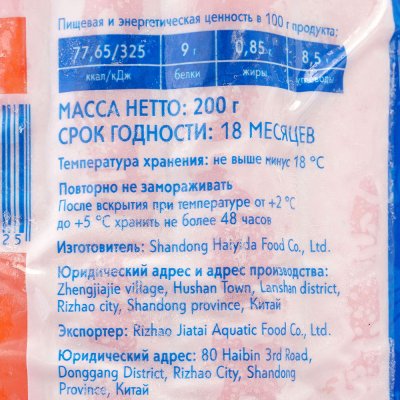 Пищевая и энергетическая ценность в 100 г продукта:
77,65/325 9 г 0,85 г 8,5 г
ккал/кДж белки жиры углеводы
МАССА НЕТТО: 200 г
СРОК ГОДНОСТИ: 18 МЕСЯЦЕВ
Температура хранения: не выше минус 18 °С
Повторно не замораживать
После вскрытия при температуре от +2 °С
до +5 °С хранить не более 48 часов
Изготовитель: Shandong Haiyida Food Co., Ltd.
Юридический адрес и адрес производства:
Zhengjiajie village, Hushan Town, Lanshan district,
Rizhao city, Shandong province, Китай
Экспортер: Rizhao Jiatai Aquatic Food Co., Ltd.
Юридический адрес: 80 Haibin 3rd Road,
Donggang District, Rizhao City, Shandong
Province, Китай
25